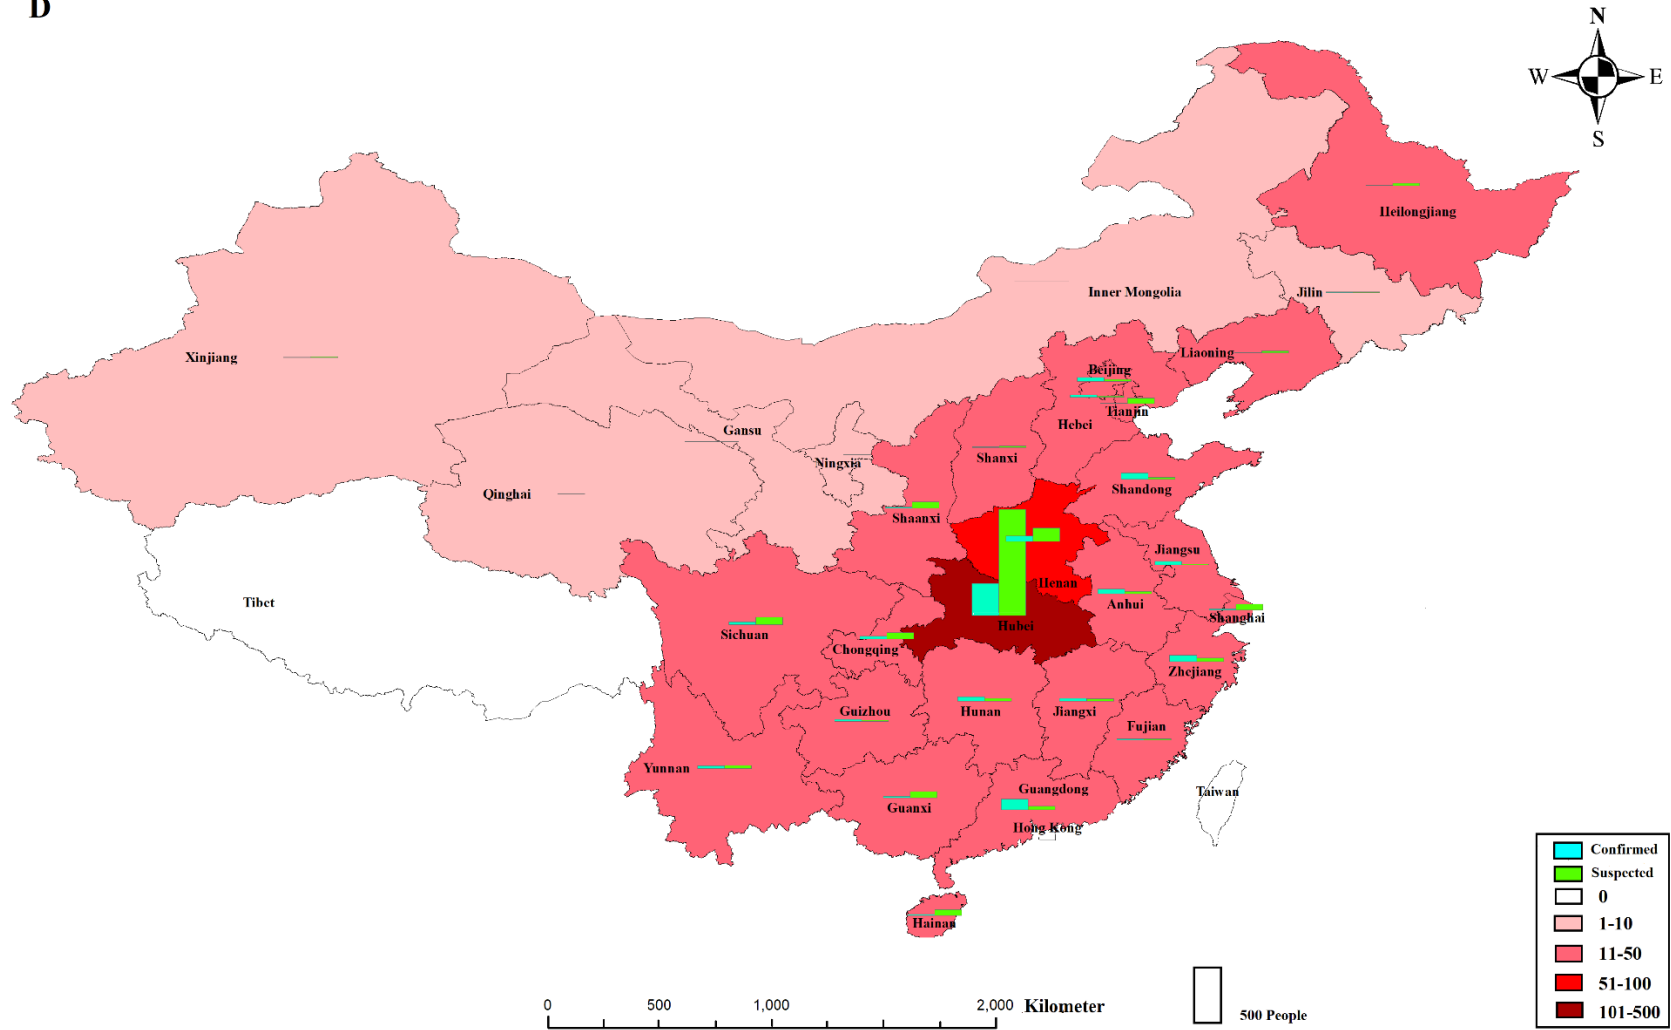 D
N
W E
S
Heilongjiang
Inner Mongolia
Jilin
Xinjiang
Liaoning
Beijing
Tianjin
Hebei
Gansu
Shanxi
Ningxia
Shandong
Qinghai
Shaanxi
Jiangsu
Henan
Tibet
Anhui
Shanghai
Hubei
Sichuan
Chongqing
Zhejiang
Guizhou
Hunan
Jiangxi
Fujian
Yunnan
Guangdong
Taiwan
Guanxi
Hong Kong
Hainan
Confirmed
Suspected
0
1-10
11-50
51-100
101-500
0 500 1,000 2,000 Kilometer
500 People